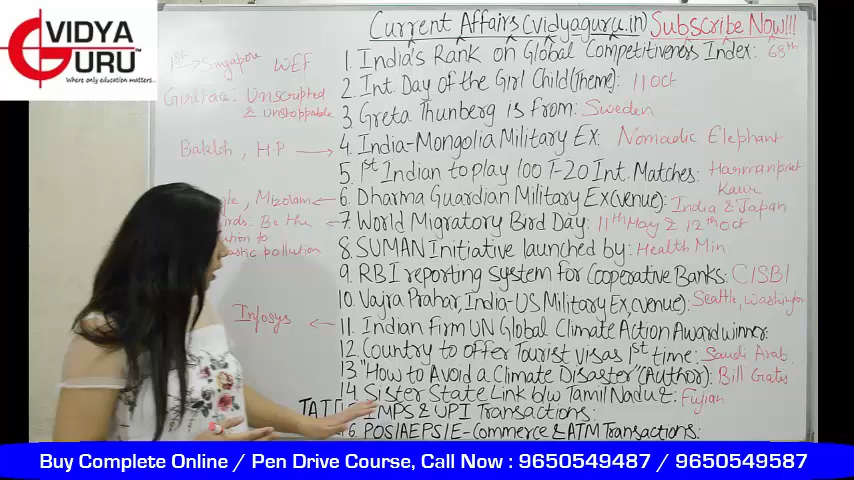 VIDYA
GURU
TM
Where only education matters...
Current Affairs (vidyaguru.in) Subscribe Now!!!
1st → Singapore WEF
1. India's Rank on Global Competitiveness Index: 68th
2. Int. Day of the Girl Child (Theme): 11 Oct
GirlForce: Unscripted
& unstoppable
3 Greta Thunberg is from: Sweden
4. India-Mongolia Military Ex: Nomadic Elephant
Bakloh, H.P →
5. 1st Indian to play 100 T-20 Int. Matches: Harmanpreet
Kaur
6. Dharma Guardian Military Ex(venue): India & Japan
Mizoram ←
7. World Migratory Bird Day: 11th May & 12th Oct
Be the ←
to
pollution
8. SUMAN Initiative launched by: Health Min
9. RBI reporting system for Cooperative Banks: CISBI
10. Vajra Prahar, India-US Military Ex, (venue): Seattle, Washington
Infosys ←
11. Indian Firm UN Global Climate Action Award winner:
12. Country to offer Tourist visas 1st time: Saudi Arab
13 "How to Avoid a Climate Disaster" (Author): Bill Gates
14 Sister State Link b/w Tamil Nadu &: Fujian
IMPS & UPI Transactions:
6. POS/AEPS/E-Commerce & ATM Transactions:
Buy Complete Online / Pen Drive Course, Call Now : 9650549487 / 9650549587